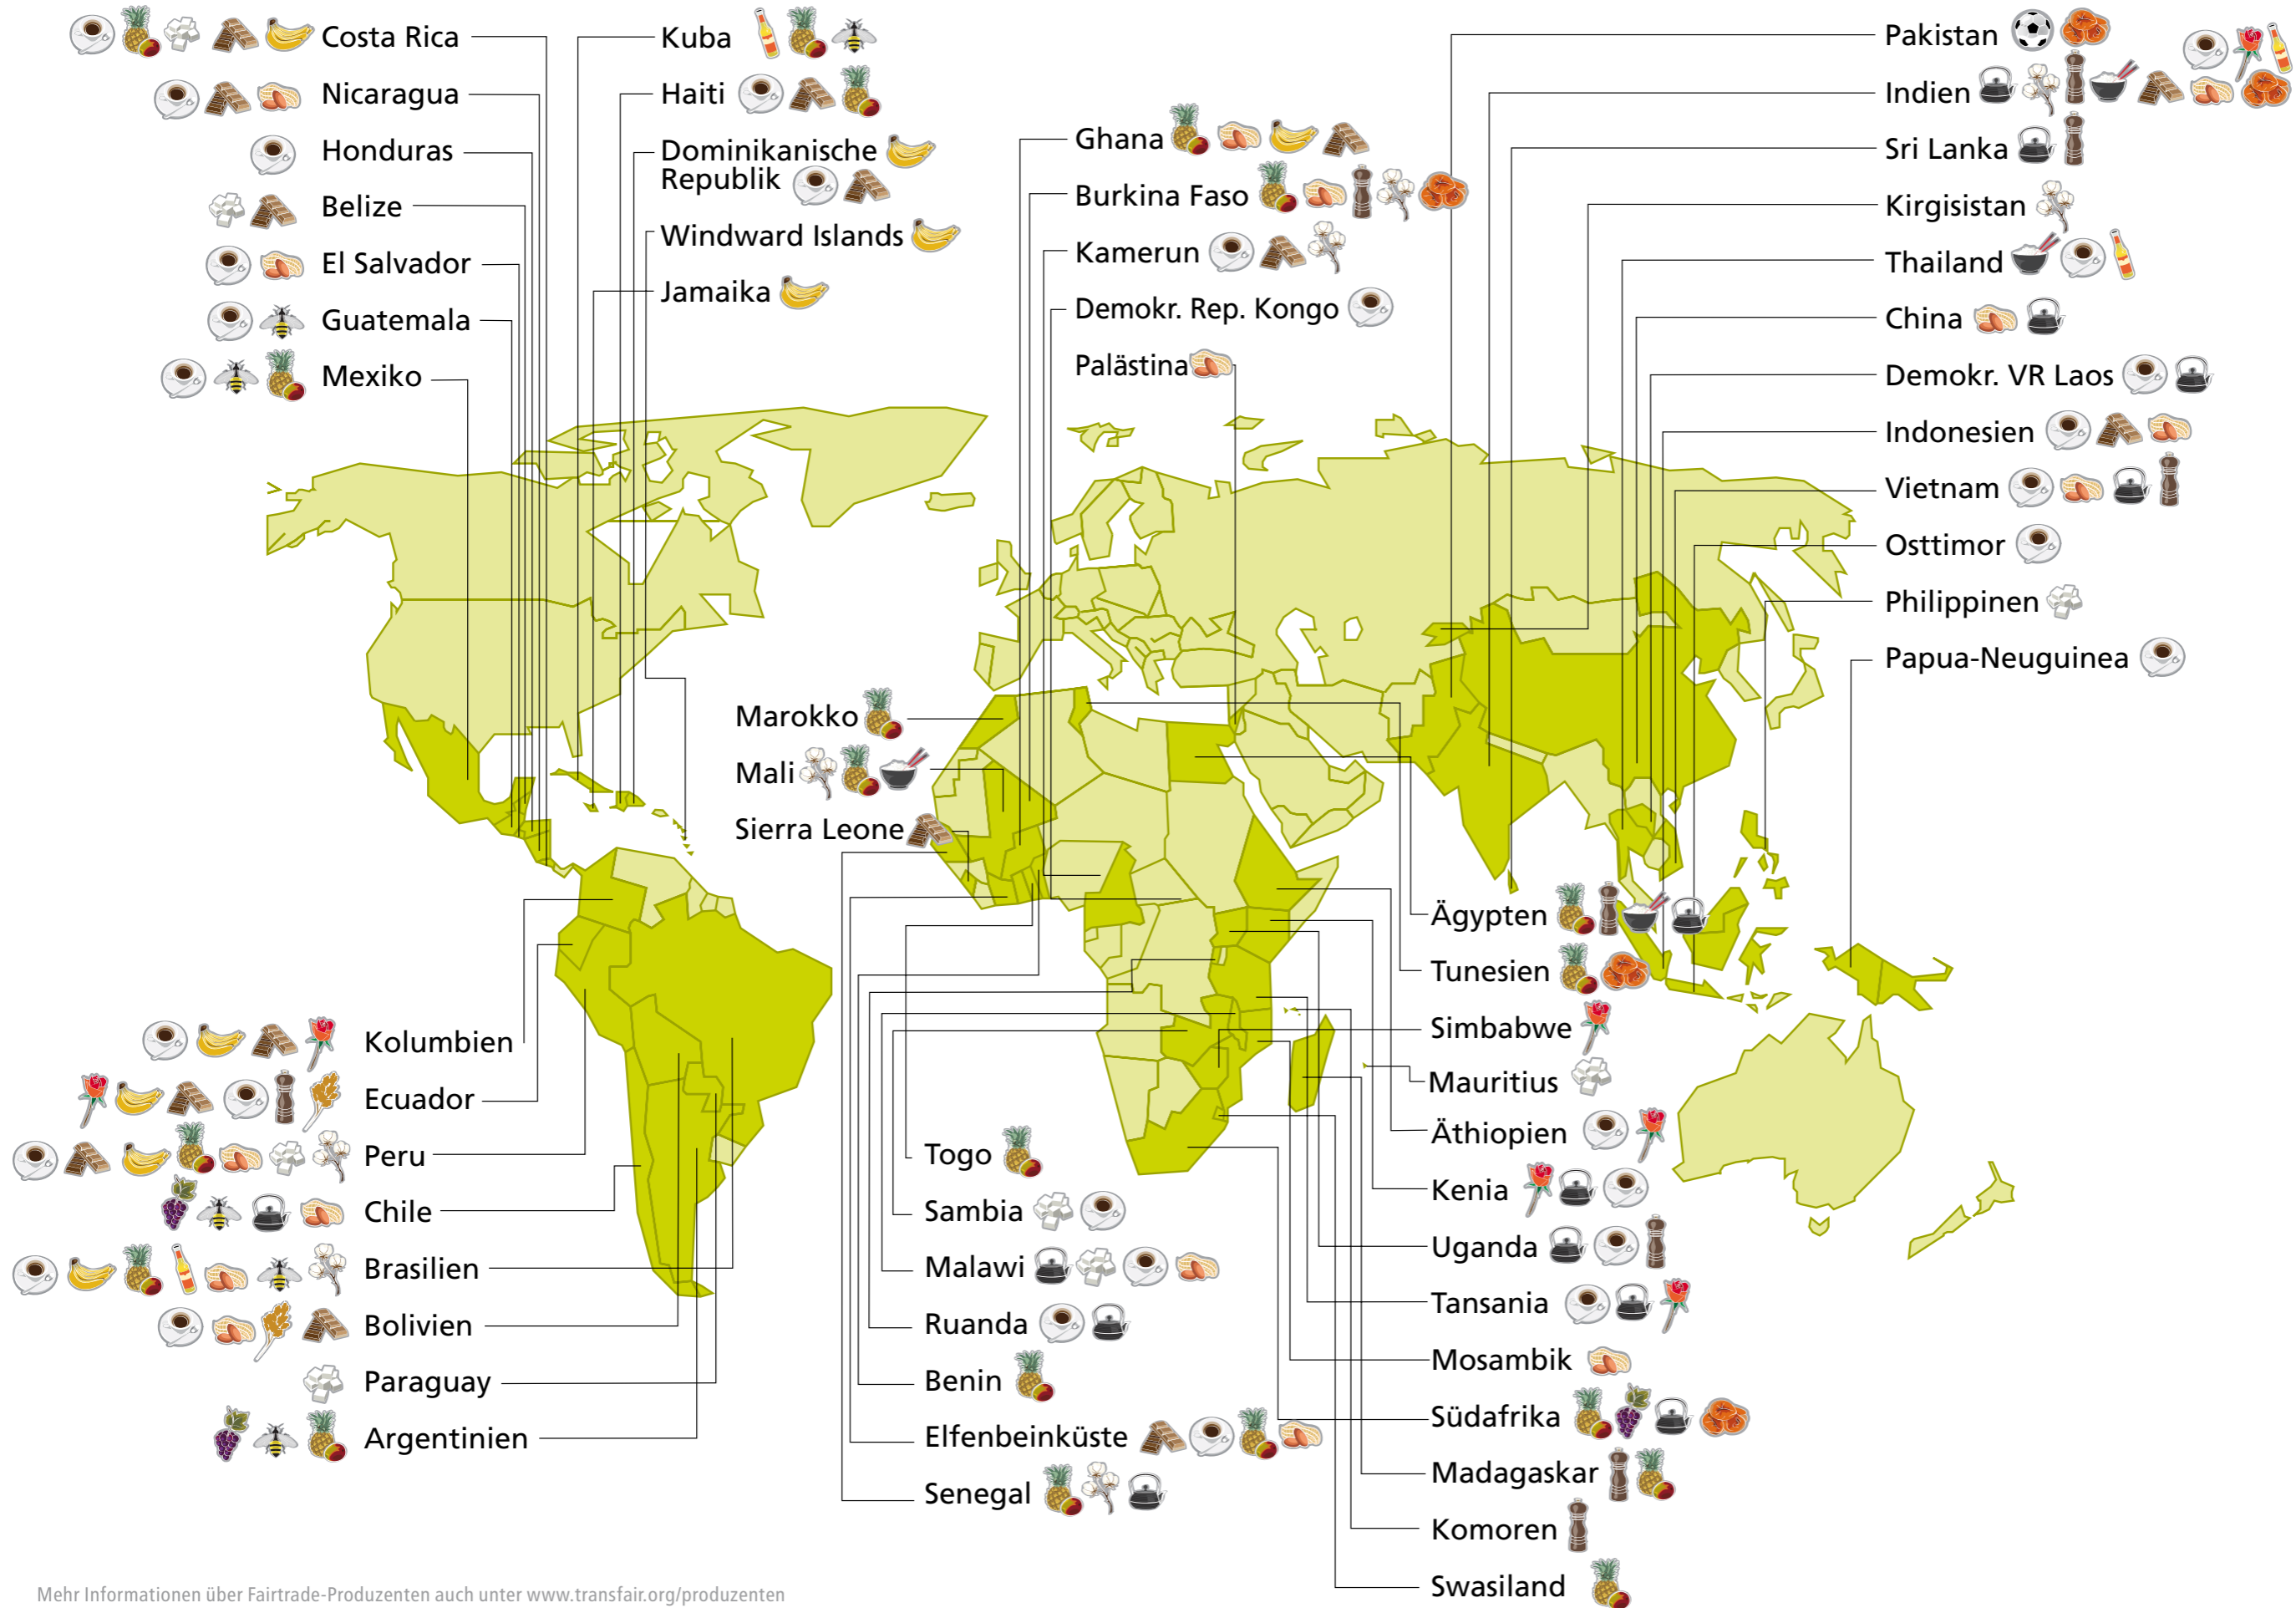 Costa Rica
Nicaragua
Honduras
Belize
El Salvador
Guatemala
Mexiko
Kuba
Haiti
Dominikanische
Republik
Windward Islands
Jamaika
Ghana
Burkina Faso
Kamerun
Demokr. Rep. Kongo
Palästina
Pakistan
Indien
Sri Lanka
Kirgisistan
Thailand
China
Demokr. VR Laos
Indonesien
Vietnam
Osttimor
Philippinen
Papua-Neuguinea
Marokko
Mali
Sierra Leone
Kolumbien
Ecuador
Peru
Chile
Brasilien
Bolivien
Paraguay
Argentinien
Togo
Sambia
Malawi
Ruanda
Benin
Elfenbeinküste
Senegal
Ägypten
Tunesien
Simbabwe
Mauritius
Äthiopien
Kenia
Uganda
Tansania
Mosambik
Südafrika
Madagaskar
Komoren
Swasiland
Mehr Informationen über Fairtrade-Produzenten auch unter www.transfair.org/produzenten